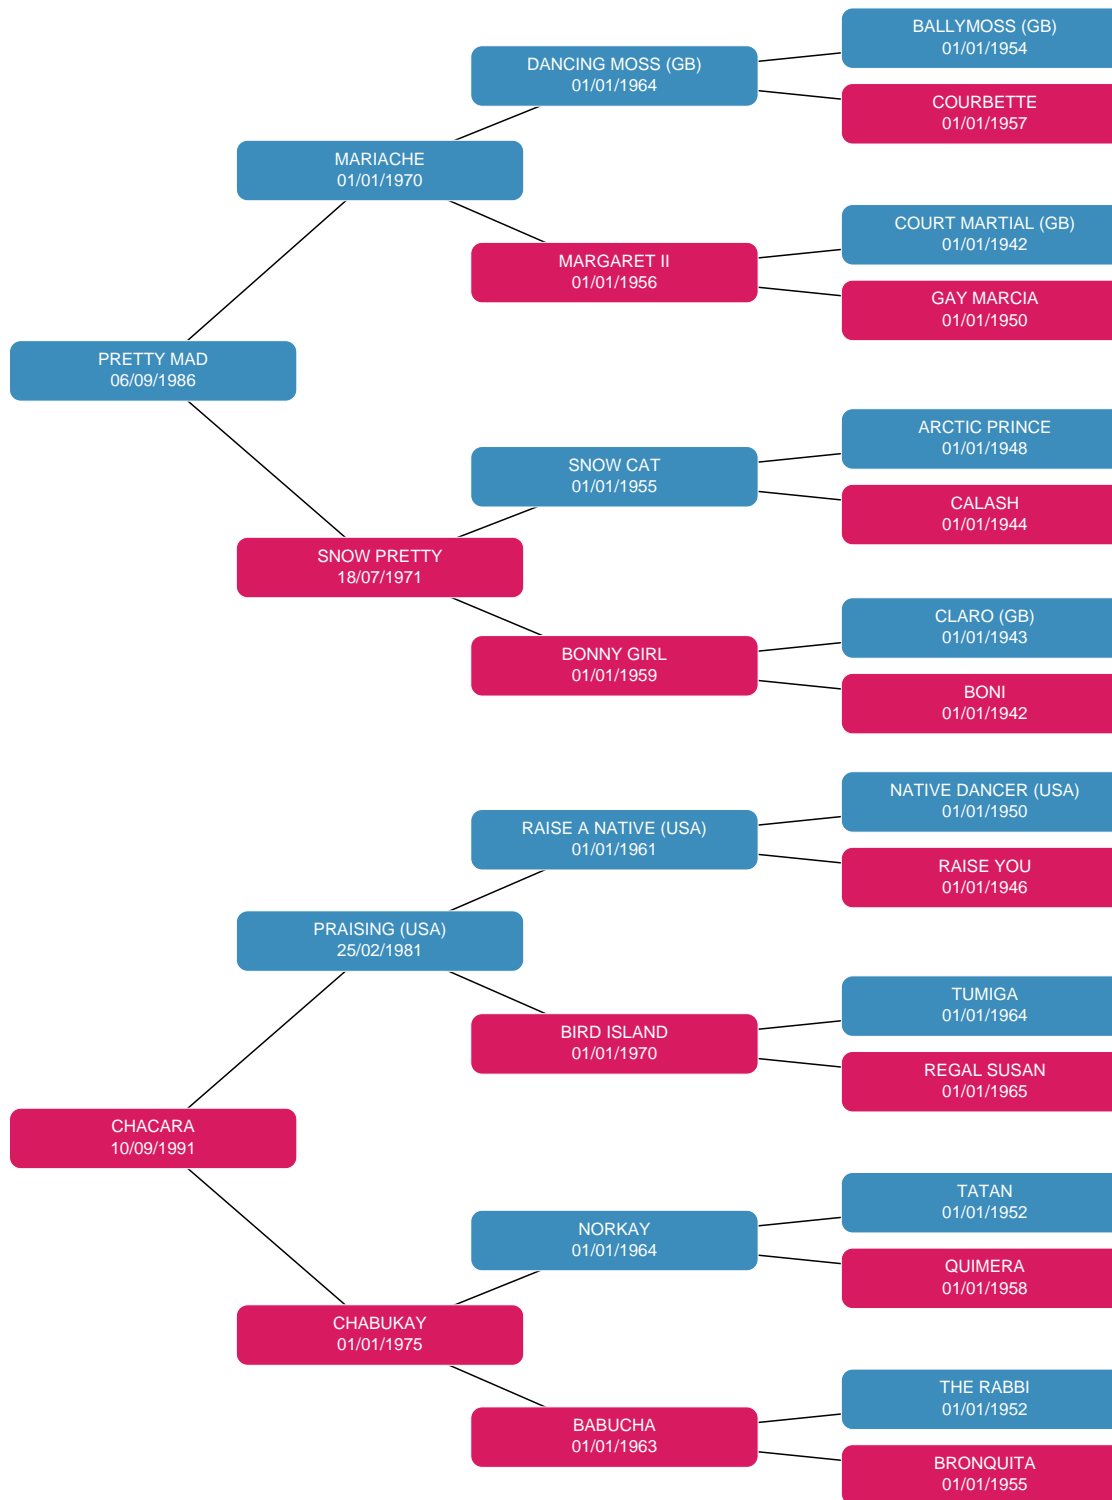 BALLYMOSS (GB)
01/01/1954
DANCING MOSS (GB)
01/01/1964
COURBETTE
01/01/1957
MARIACHE
01/01/1970
COURT MARTIAL (GB)
01/01/1942
MARGARET II
01/01/1956
GAY MARCIA
01/01/1950
PRETTY MAD
06/09/1986
ARCTIC PRINCE
01/01/1948
SNOW CAT
01/01/1955
CALASH
01/01/1944
SNOW PRETTY
18/07/1971
CLARO (GB)
01/01/1943
BONNY GIRL
01/01/1959
BONI
01/01/1942
NATIVE DANCER (USA)
01/01/1950
RAISE A NATIVE (USA)
01/01/1961
RAISE YOU
01/01/1946
PRAISING (USA)
25/02/1981
TUMIGA
01/01/1964
BIRD ISLAND
01/01/1970
REGAL SUSAN
01/01/1965
CHACARA
10/09/1991
TATAN
01/01/1952
NORKAY
01/01/1964
QUIMERA
01/01/1958
CHABUKAY
01/01/1975
THE RABBI
01/01/1952
BABUCHA
01/01/1963
BRONQUITA
01/01/1955